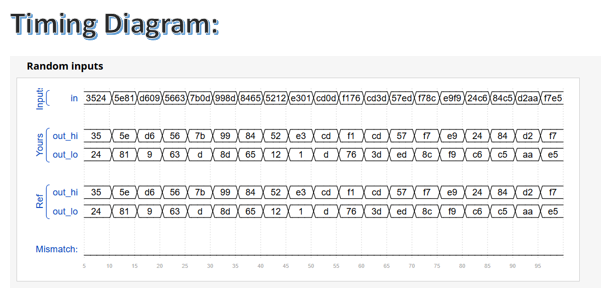 Timing Diagram:
Random inputs
Inputs in 3524 5e81 d609 5663 7b0d 998d 8465 5212 e301 cd0d f176 cd3d 57ed f78c e9f9 24c6 84c5 d2aa f7e5
Yours
out_hi 35 5e d6 56 7b 99 84 52 e3 cd f1 cd 57 f7 e9 24 84 d2 f7
out_lo 24 81 9 63 d 8d 65 12 1 d 76 3d ed 8c f9 c6 c5 aa e5
Ref
out_hi 35 5e d6 56 7b 99 84 52 e3 cd f1 cd 57 f7 e9 24 84 d2 f7
out_lo 24 81 9 63 d 8d 65 12 1 d 76 3d ed 8c f9 c6 c5 aa e5
Mismatch:
5 10 15 20 25 30 35 40 45 50 55 60 65 70 75 80 85 90 95